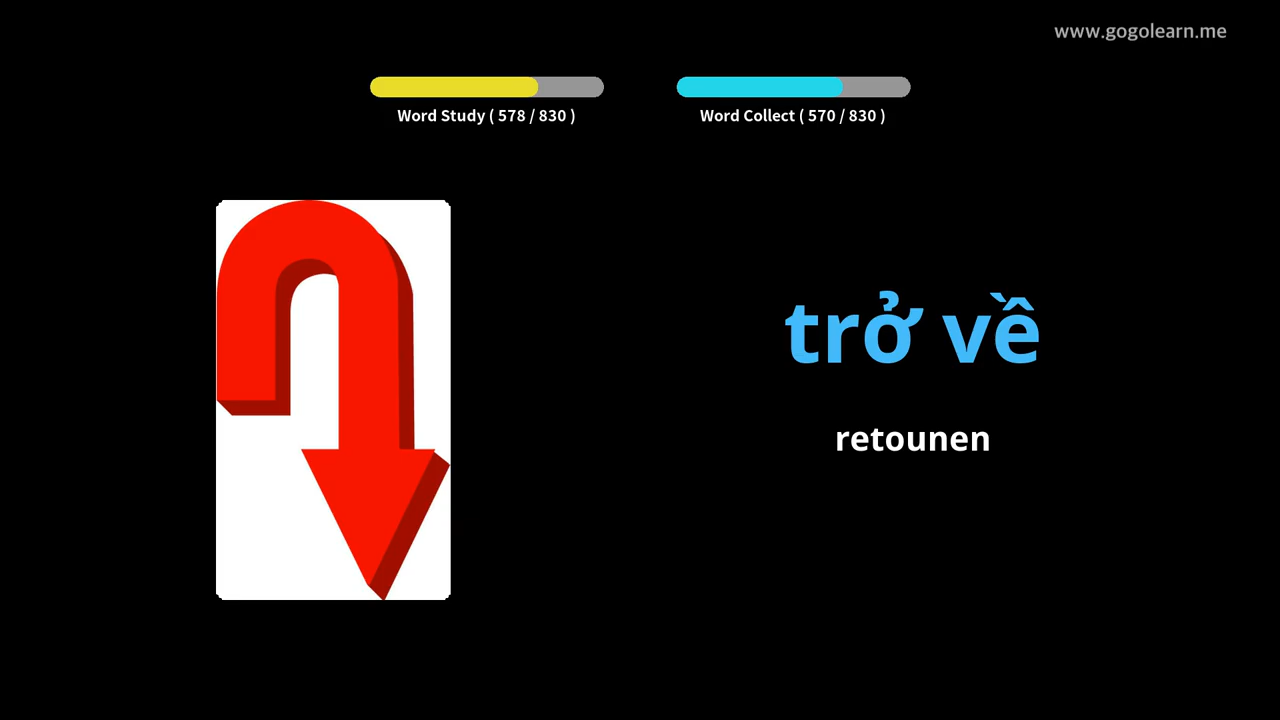 www.gogolearn.me
Word Study ( 578 / 830 )
Word Collect ( 570 / 830 )
trở về
retounen